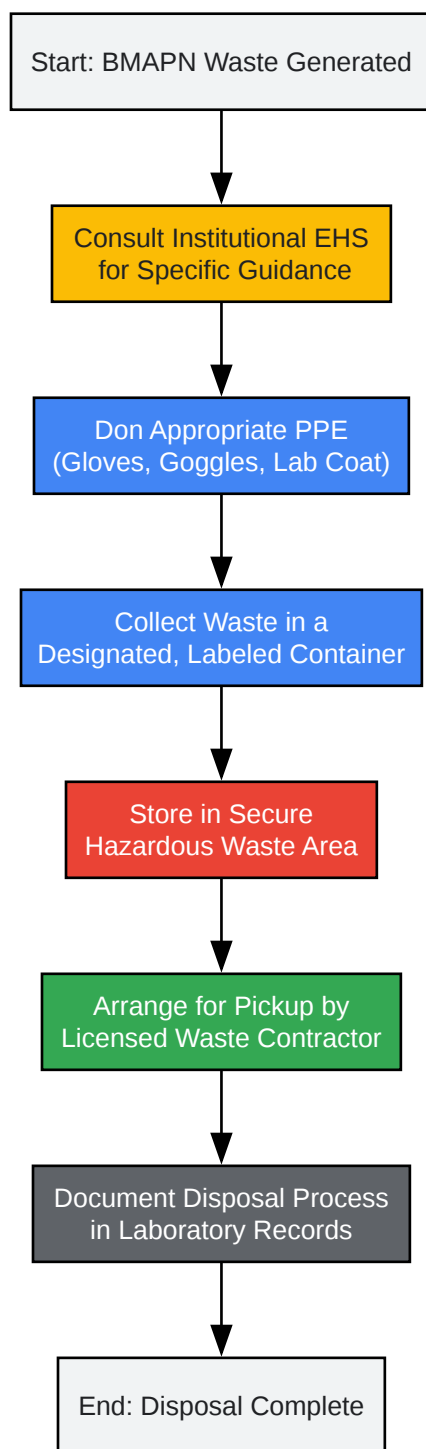 Start: BMAPN Waste Generated
Consult Institutional EHS
for Specific Guidance
Don Appropriate PPE
(Gloves, Goggles, Lab Coat)
Collect Waste in a
Designated, Labeled Container
Store in Secure
Hazardous Waste Area
Arrange for Pickup by
Licensed Waste Contractor
Document Disposal Process
in Laboratory Records
End: Disposal Complete